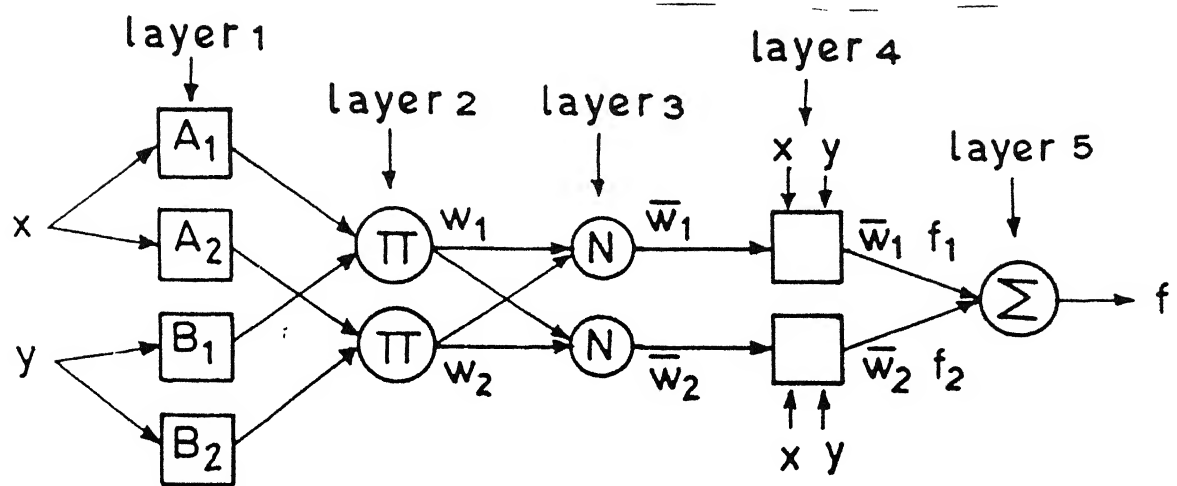 layer 1
layer 4
layer 2
layer 3
layer 5
A1
x
A2
B1
y
B2
Π
w1
Π
w2
N
w̅1
N
w̅2
x y
x y
w̅1 f1
w̅2 f2
Σ
f